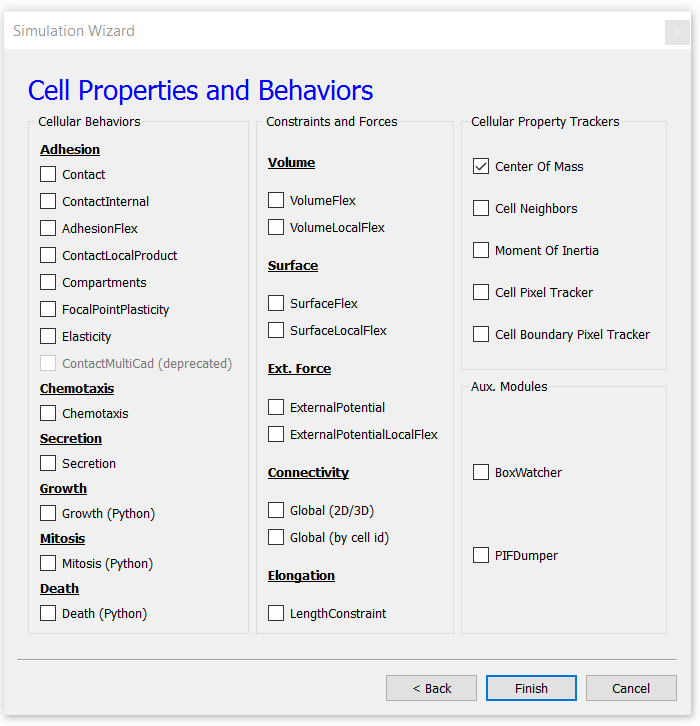 Simulation Wizard
Cell Properties and Behaviors
Cellular Behaviors
Adhesion
Contact
ContactInternal
AdhesionFlex
ContactLocalProduct
Compartments
FocalPointPlasticity
Elasticity
ContactMultiCad (deprecated)
Chemotaxis
Chemotaxis
Secretion
Secretion
Growth
Growth (Python)
Mitosis
Mitosis (Python)
Death
Death (Python)
Constraints and Forces
Volume
VolumeFlex
VolumeLocalFlex
Surface
SurfaceFlex
SurfaceLocalFlex
Ext. Force
ExternalPotential
ExternalPotentialLocalFlex
Connectivity
Global (2D/3D)
Global (by cell id)
Elongation
LengthConstraint
Cellular Property Trackers
Center Of Mass
Cell Neighbors
Moment Of Inertia
Cell Pixel Tracker
Cell Boundary Pixel Tracker
Aux. Modules
BoxWatcher
PIFDumper
< Back
Finish
Cancel